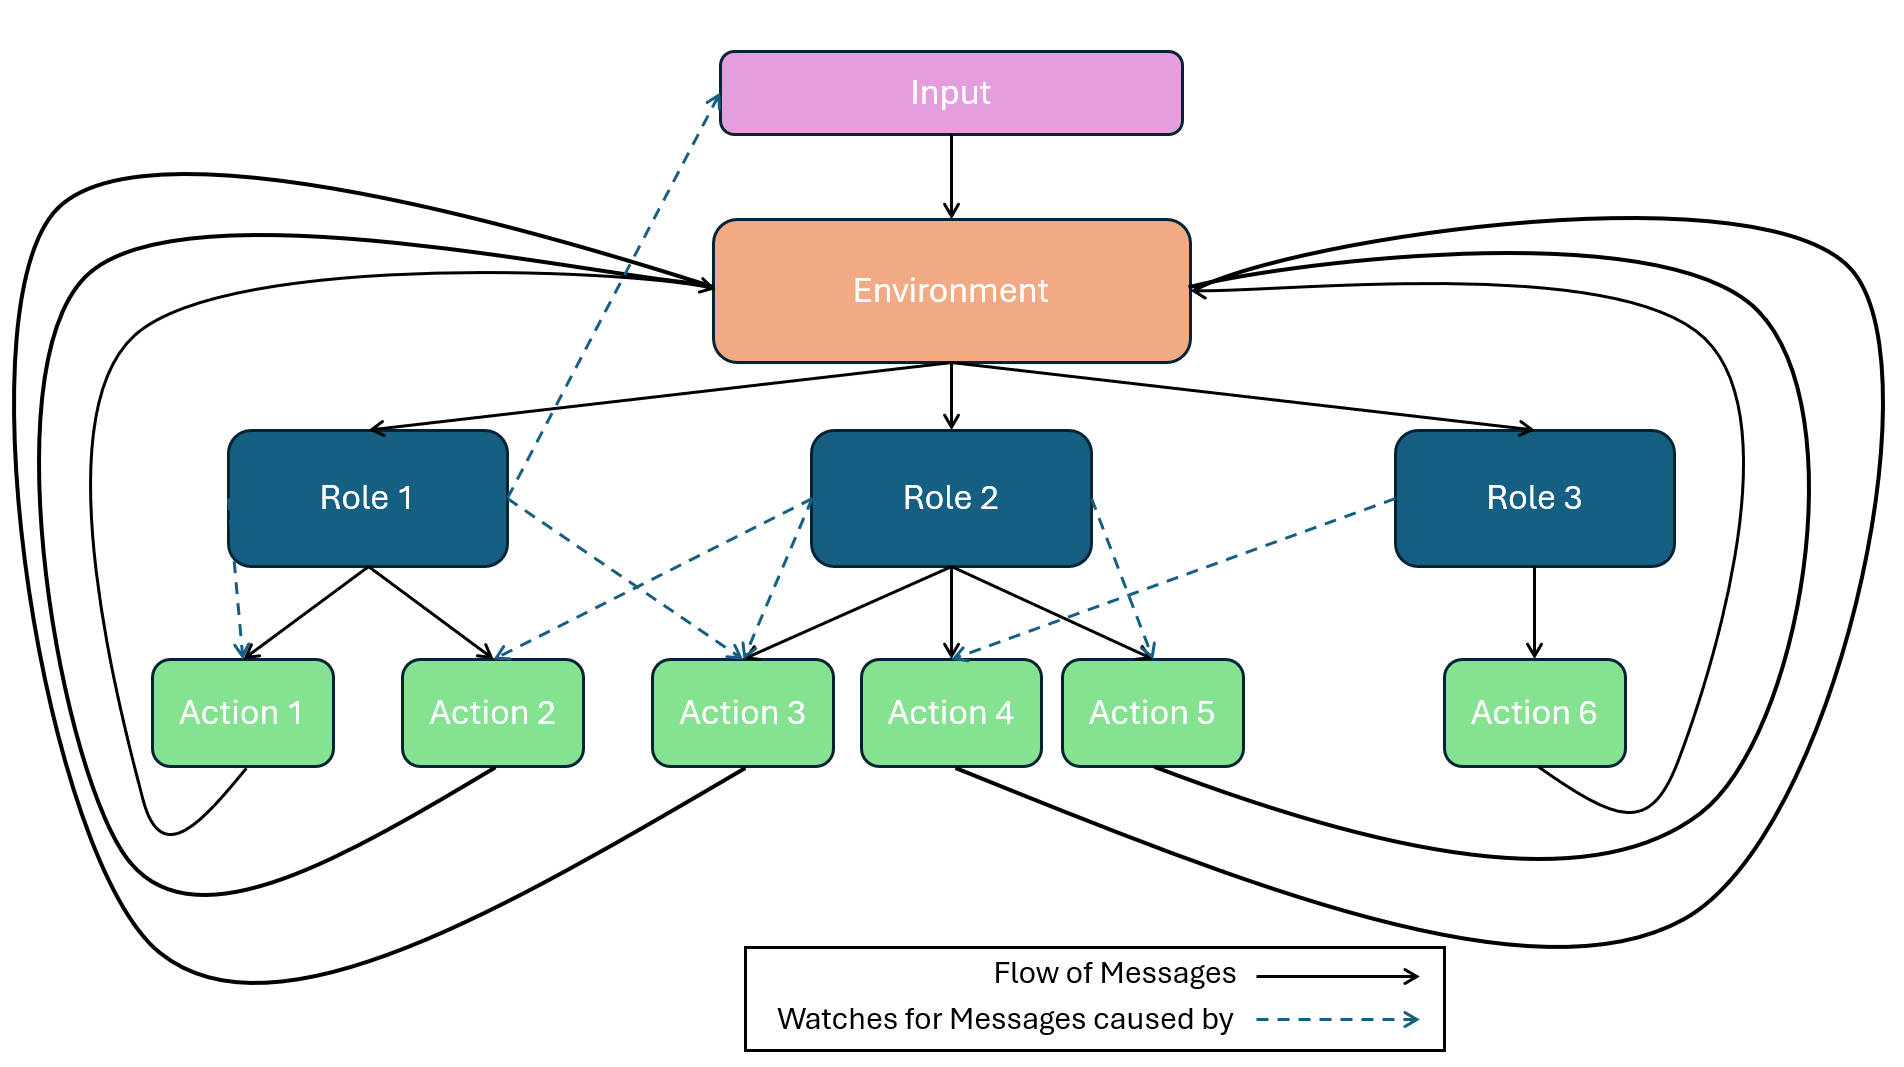 Input
Environment
Role 1
Role 2
Role 3
Action 1
Action 2
Action 3
Action 4
Action 5
Action 6
Flow of Messages
Watches for Messages caused by